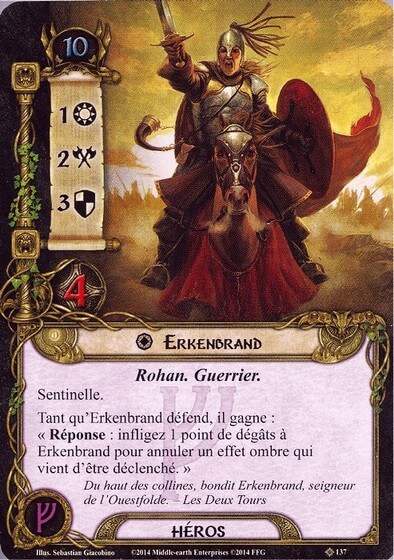 10
1
2
3
4
Erkenbrand
Rohan. Guerrier.
Sentinelle.
Tant qu'Erkenbrand défend, il gagne :
« Réponse : infligez 1 point de dégâts à
Erkenbrand pour annuler un effet ombre qui
vient d'être déclenché. »
Du haut des collines, bondit Erkenbrand, seigneur
de l'Ouestfolde. - Les Deux Tours
HÉROS
Illus. Sebastian Giacobino ©2014 Middle-earth Enterprises ©2014 FFG 137